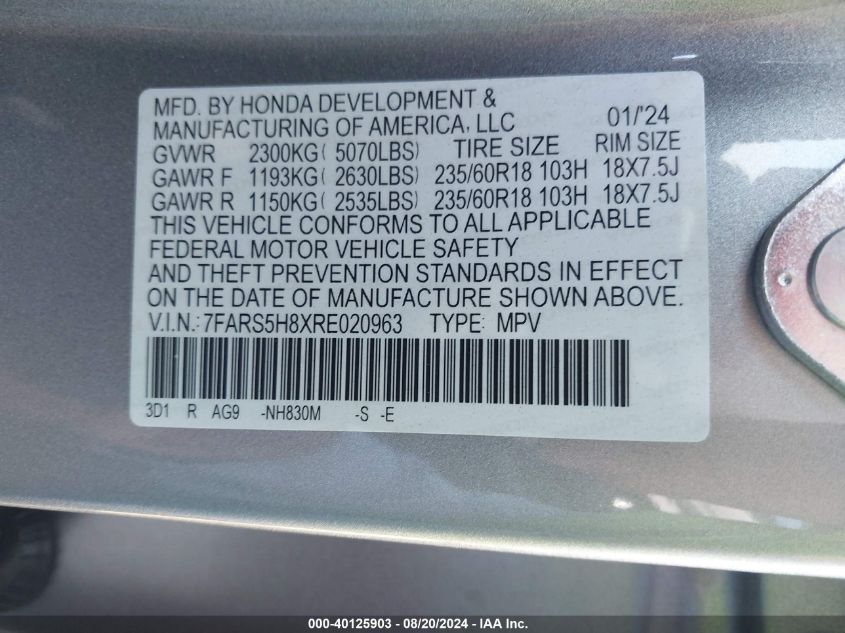 MFD. BY HONDA DEVELOPMENT &
MANUFACTURING OF AMERICA, LLC 01/'24
GVWR 2300KG( 5070LBS) TIRE SIZE RIM SIZE
GAWR F 1193KG( 2630LBS) 235/60R18 103H 18X7.5J
GAWR R 1150KG( 2535LBS) 235/60R18 103H 18X7.5J
THIS VEHICLE CONFORMS TO ALL APPLICABLE
FEDERAL MOTOR VEHICLE SAFETY
AND THEFT PREVENTION STANDARDS IN EFFECT
ON THE DATE OF MANUFACTURE SHOWN ABOVE.
V.I.N.: 7FARS5H8XRE020963 TYPE: MPV
3D1 R AG9 -NH830M -S -E
000-40125903 / 08/20/2024 - IAA Inc.